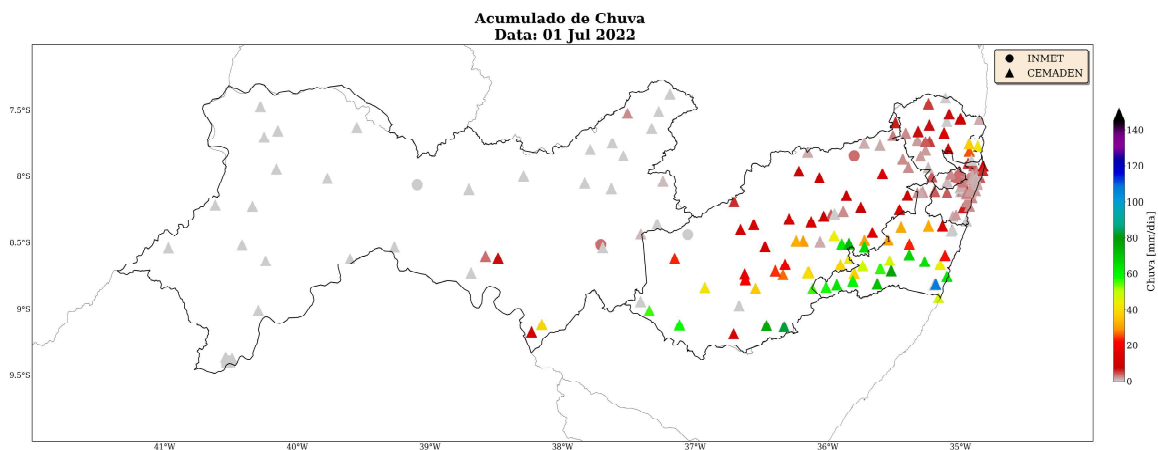 Acumulado de Chuva
Data: 01 Jul 2022
INMET
CEMADEN
7.5°S
8°S
8.5°S
9°S
9.5°S
41°W
40°W
39°W
38°W
37°W
36°W
35°W
140
120
100
80
60
40
20
0
Chuva [mm/dia]